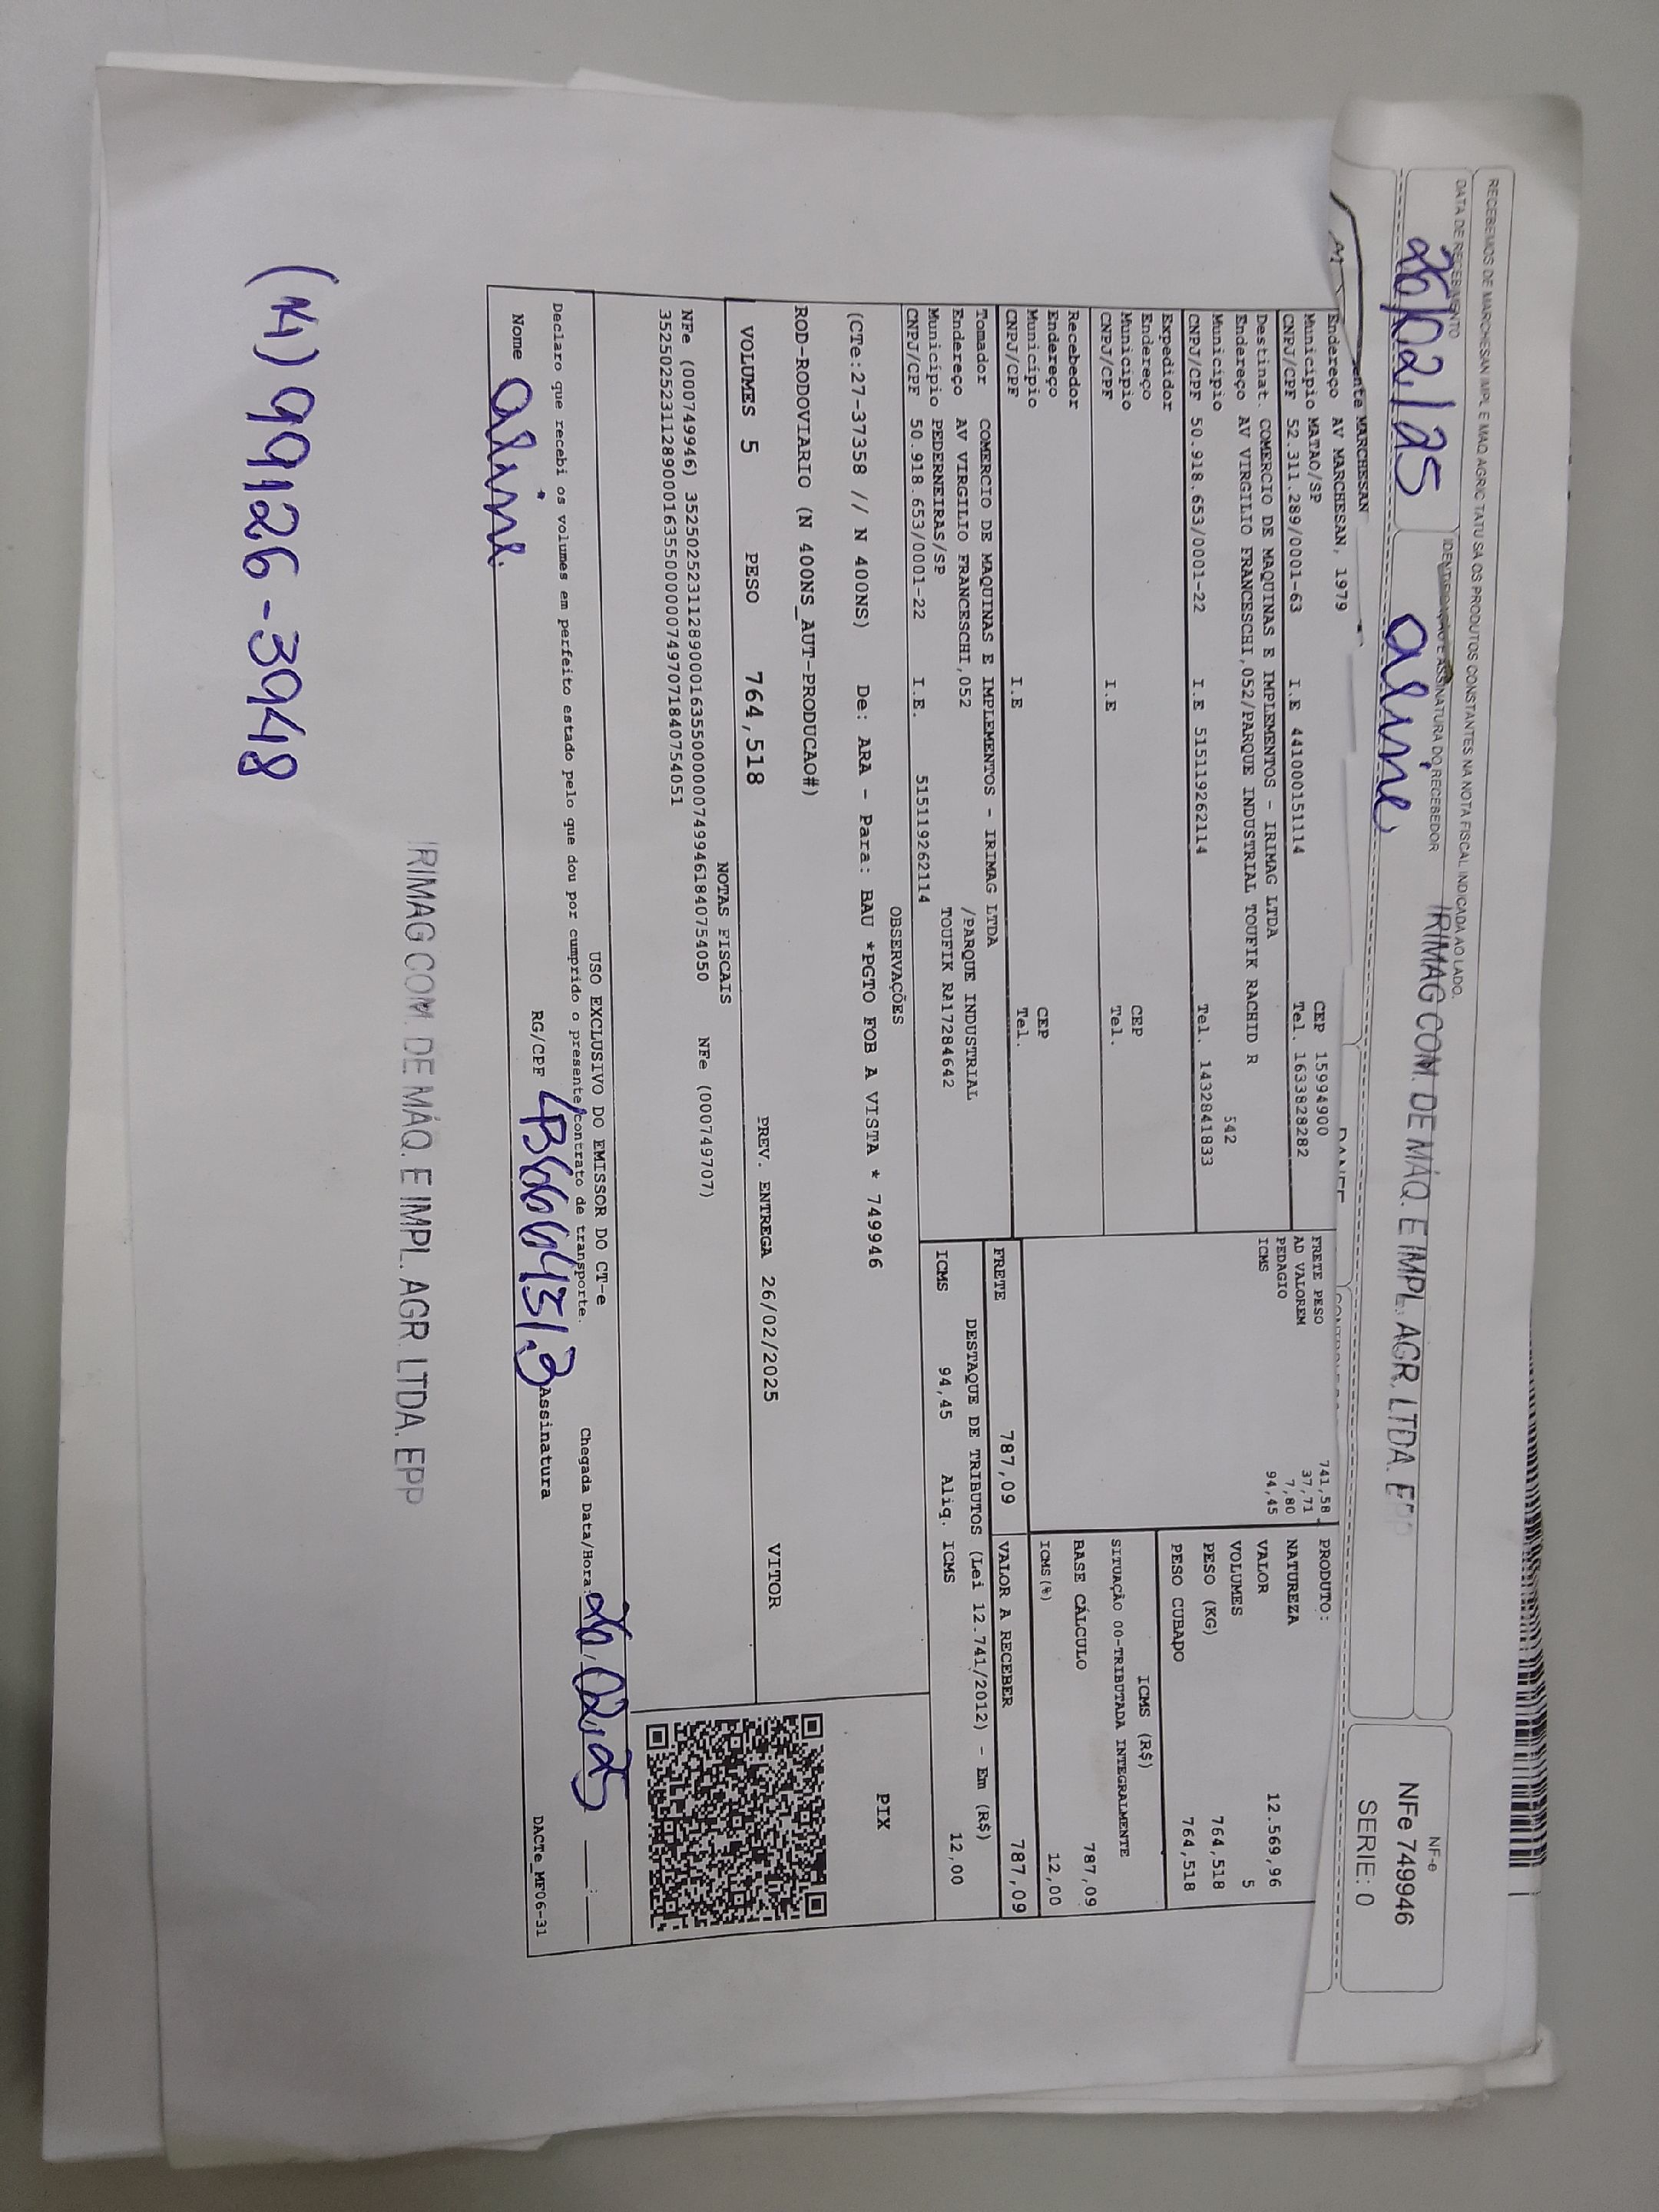 RECEBEMOS DE MARCHESAN IMPL E MAQ AGRIC TATU SA OS PRODUTOS CONSTANTES NA NOTA FISCAL INDICADA AO LADO.
DATA DE RECEBIMENTO
IDENTIFICAÇÃO E ASSINATURA DO RECEBEDOR
26/02/25 aline
IRIMAG COM. DE MÁQ. E IMPL. AGR. LTDA. EPP
NF-e
NFe 749946
SERIE: 0
MARCHESAN
Endereço AV MARCHESAN, 1979
Município MATAO/SP CEP 15994900
CNPJ/CPF 52.311.289/0001-63 I.E 441000151114 Tel. 1633828282
Destinat. COMERCIO DE MAQUINAS E IMPLEMENTOS - IRIMAG LTDA
Endereço AV VIRGILIO FRANCESCHI,052/PARQUE INDUSTRIAL TOUFIK RACHID R
Município 542
CNPJ/CPF 50.918.653/0001-22 I.E 515119262114 Tel. 1432841833
Expedidor
Endereço
Município CEP
CNPJ/CPF I.E Tel.
Recebedor
Endereço
Município CEP
CNPJ/CPF I.E Tel.
Tomador COMERCIO DE MAQUINAS E IMPLEMENTOS - IRIMAG LTDA
Endereço AV VIRGILIO FRANCESCHI,052 /PARQUE INDUSTRIAL
Município PEDERNEIRAS/SP TOUFIK RA17284642
CNPJ/CPF 50.918.653/0001-22 I.E. 515119262114
FRETE PESO 741,58
AD VALOREM 37,71
PEDAGIO 7,80
ICMS 94,45
PRODUTO:
NATUREZA
VALOR 12.569,96
VOLUMES 5
PESO (KG) 764,518
PESO CUBADO 764,518
ICMS (R$)
SITUAÇÃO 00-TRIBUTADA INTEGRALMENTE
BASE CÁLCULO 787,09
ICMS(%) 12,00
FRETE 787,09 VALOR A RECEBER 787,09
DESTAQUE DE TRIBUTOS (Lei 12.741/2012) - Em (R$)
ICMS 94,45 Aliq. ICMS 12,00
OBSERVAÇÕES
(CTe:27-37358 // N 400NS) De: ARA - Para: BAU *PGTO FOB A VISTA * 749946
ROD-RODOVIARIO (N 400NS_AUT-PRODUCAO#)
PIX
VOLUMES 5 PESO 764,518 PREV. ENTREGA 26/02/2025 VITOR
NOTAS FISCAIS
NFe (000749946) 35250252311289000163550000007499461840754050 NFe (000749707)
35250252311289000163550000007497071840754051
USO EXCLUSIVO DO EMISSOR DO CT-e
Declaro que recebi os volumes em perfeito estado pelo que dou por cumprido o presente contrato de transporte.
Chegada Data/Hora: 26.02.25 __:__
Nome aline RG/CPF Assinatura
DACTe_MF06-31
IRIMAG COM. DE MÁQ. E IMPL. AGR. LTDA. EPP
99126-3948